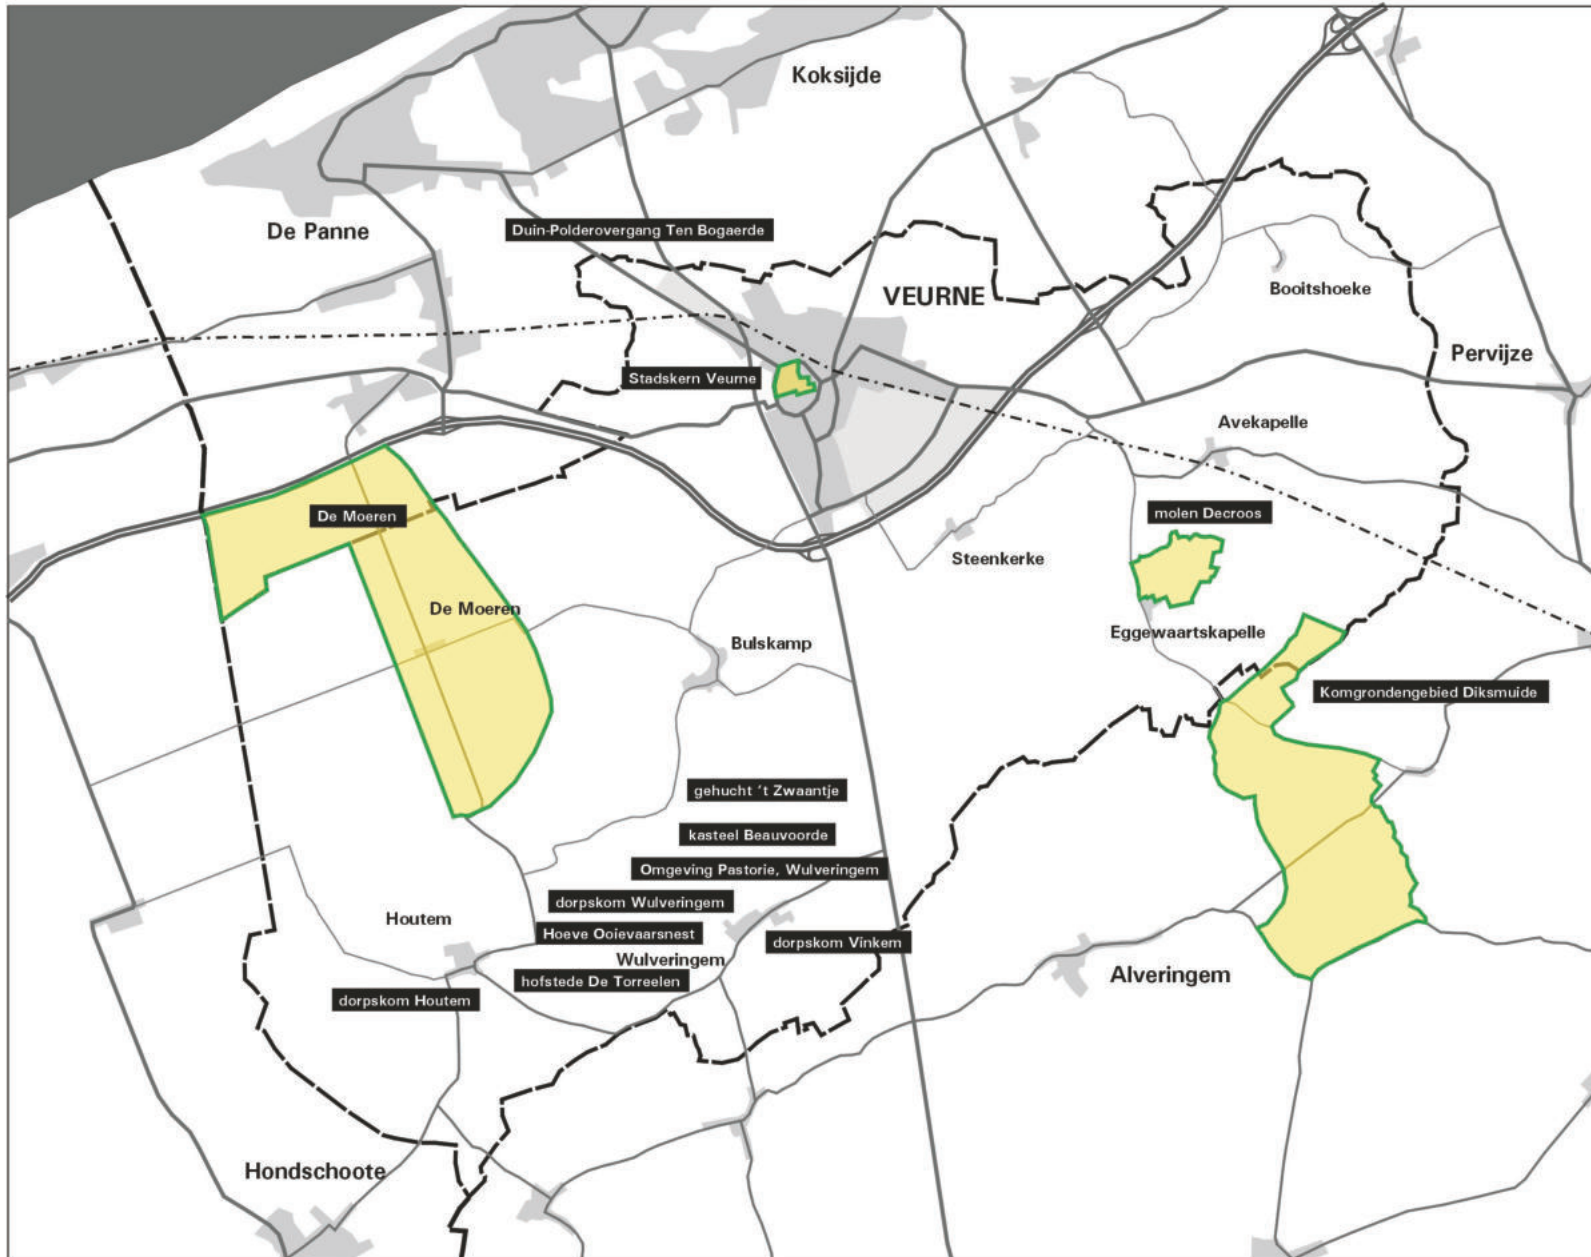 Koksijde
De Panne
Duin-Polderovergang Ten Bogaerde
VEURNE
Booitshoeke
Pervijze
Stadskern Veurne
Avekapelle
De Moeren
molen Decroos
Steenkerke
De Moeren
Eggewaartskapelle
Bulskamp
Komgrondengebied Diksmuide
gehucht 't Zwaantje
kasteel Beauvoorde
Omgeving Pastorie, Wulveringem
dorpskom Wulveringem
Houtem
Hoeve Ooievaarsnest
dorpskom Vinkem
Wulveringem
Alveringem
hofstede De Torreelen
dorpskom Houtem
Hondschoote